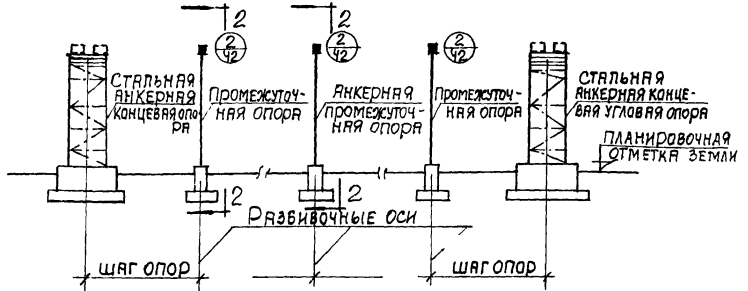 2 2
2/42 2/42 2/42
СТАЛЬНАЯ
АНКЕРНАЯ
КОНЦЕВАЯ ОПО-
РА
ПРОМЕЖУТОЧ-
НАЯ ОПОРА
АНКЕРНАЯ
ПРОМЕЖУТОЧ-
НАЯ ОПОРА
ПРОМЕЖУТОЧ-
НАЯ ОПОРА
СТАЛЬНАЯ
АНКЕРНАЯ КОНЦЕ-
ВАЯ УГЛОВАЯ ОПОРА
ПЛАНИРОВОЧНАЯ
ОТМЕТКА ЗЕМЛИ
2 2
РАЗБИВОЧНЫЕ ОСИ
ШАГ ОПОР ШАГ ОПОР